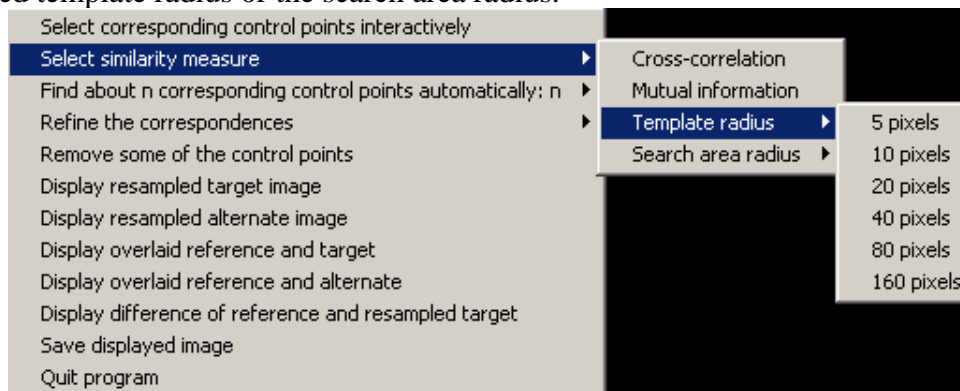 ed template radius or the search area radius.
Select corresponding control points interactively
Select similarity measure
Find about n corresponding control points automatically: n
Refine the correspondences
Remove some of the control points
Display resampled target image
Display resampled alternate image
Display overlaid reference and target
Display overlaid reference and alternate
Display difference of reference and resampled target
Save displayed image
Quit program
Cross-correlation
Mutual information
Template radius
Search area radius
5 pixels
10 pixels
20 pixels
40 pixels
80 pixels
160 pixels